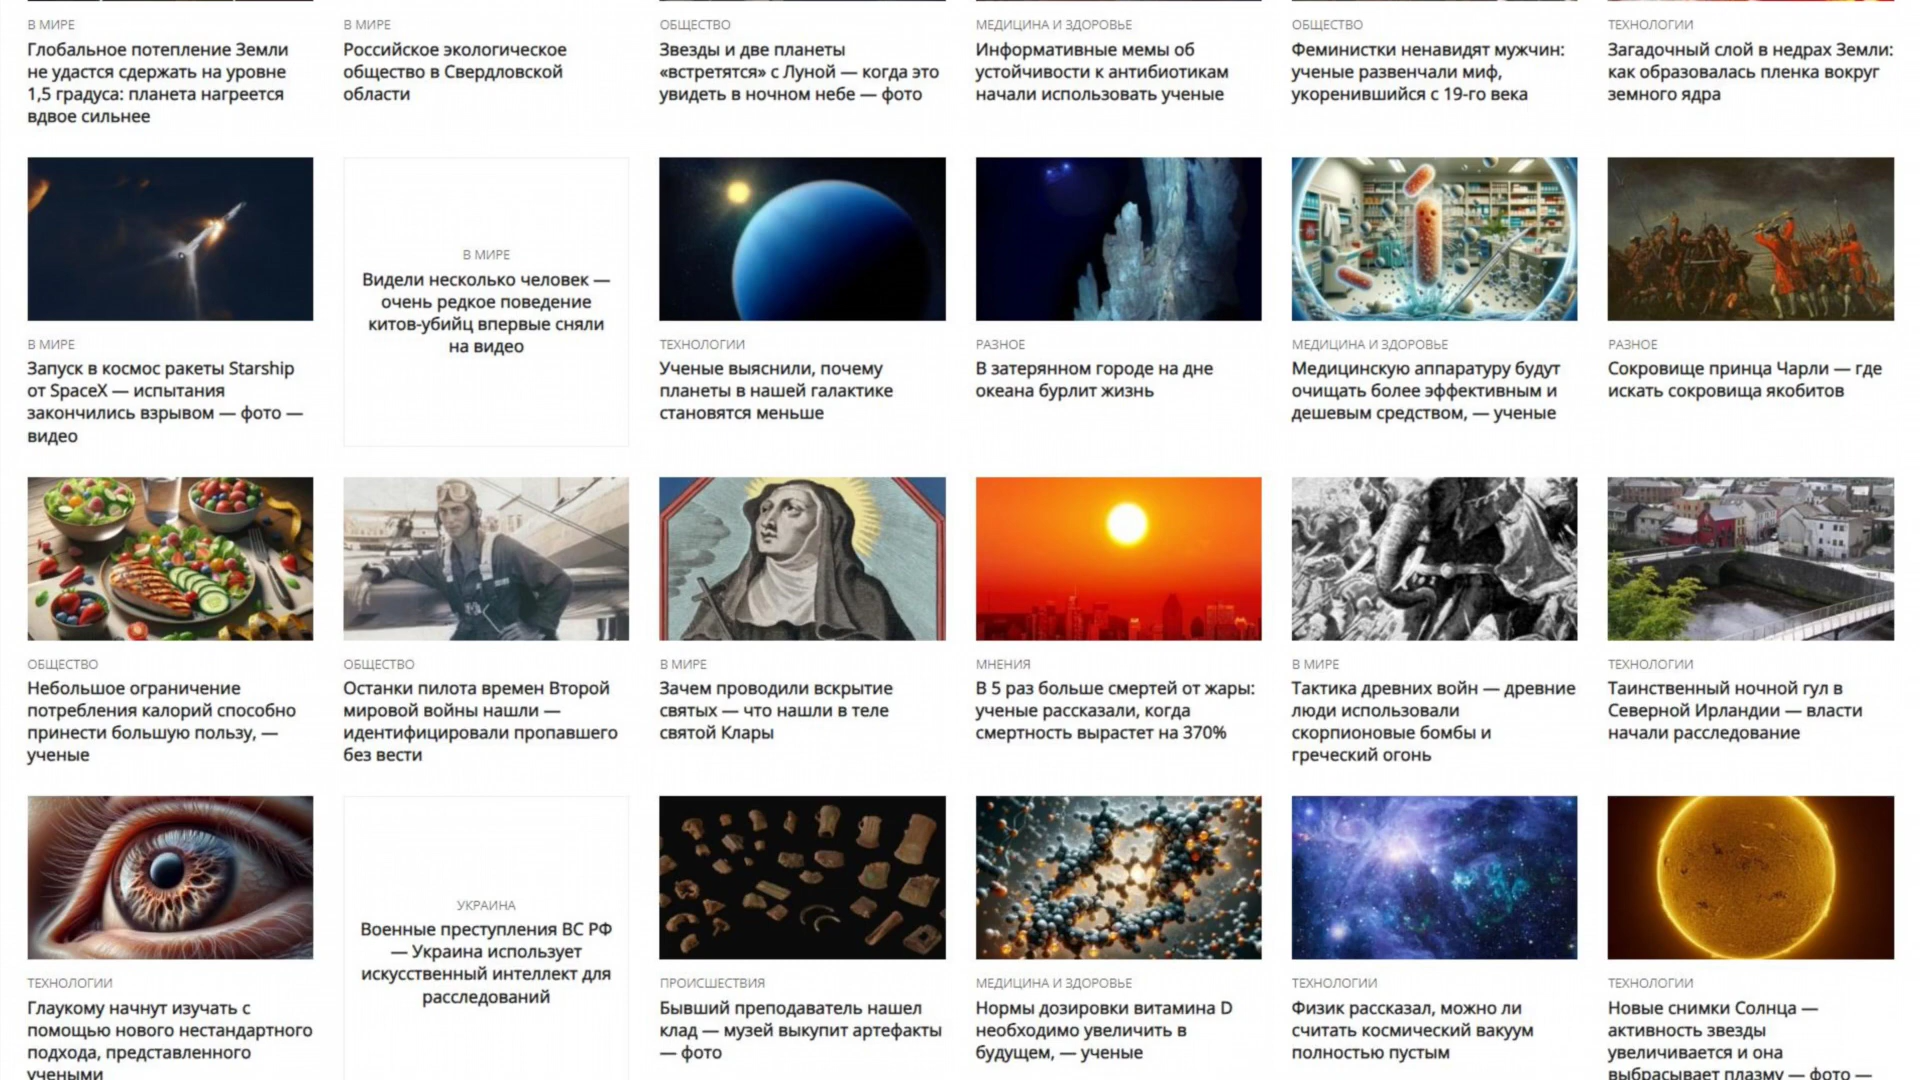 В МИРЕ
Глобальное потепление Земли
не удастся сдержать на уровне
1,5 градуса: планета нагреется
вдвое сильнее
В МИРЕ
Российское экологическое
общество в Свердловской
области
ОБЩЕСТВО
Звезды и две планеты
«встретятся» с Луной — когда это
увидеть в ночном небе — фото
МЕДИЦИНА И ЗДОРОВЬЕ
Информативные мемы об
устойчивости к антибиотикам
начали использовать ученые
ОБЩЕСТВО
Феминистки ненавидят мужчин:
ученые развенчали миф,
укоренившийся с 19-го века
ТЕХНОЛОГИИ
Загадочный слой в недрах Земли:
как образовалась пленка вокруг
земного ядра
В МИРЕ
Запуск в космос ракеты Starship
от SpaceX — испытания
закончились взрывом — фото —
видео
В МИРЕ
Видели несколько человек —
очень редкое поведение
китов-убийц впервые сняли
на видео
ТЕХНОЛОГИИ
Ученые выяснили, почему
планеты в нашей галактике
становятся меньше
РАЗНОЕ
В затерянном городе на дне
океана бурлит жизнь
МЕДИЦИНА И ЗДОРОВЬЕ
Медицинскую аппаратуру будут
очищать более эффективным и
дешевым средством, — ученые
РАЗНОЕ
Сокровище принца Чарли — где
искать сокровища якобитов
ОБЩЕСТВО
Небольшое ограничение
потребления калорий способно
принести большую пользу, —
ученые
ОБЩЕСТВО
Останки пилота времен Второй
мировой войны нашли —
идентифицировали пропавшего
без вести
В МИРЕ
Зачем проводили вскрытие
святых — что нашли в теле
святой Клары
МНЕНИЯ
В 5 раз больше смертей от жары:
ученые рассказали, когда
смертность вырастет на 370%
В МИРЕ
Тактика древних войн — древние
люди использовали
скорпионовые бомбы и
греческий огонь
ТЕХНОЛОГИИ
Таинственный ночной гул в
Северной Ирландии — власти
начали расследование
ТЕХНОЛОГИИ
Глаукому начнут изучать с
помощью нового нестандартного
подхода, представленного
учеными
УКРАИНА
Военные преступления ВС РФ
— Украина использует
искусственный интеллект для
расследований
ПРОИСШЕСТВИЯ
Бывший преподаватель нашел
клад — музей выкупит артефакты
— фото
МЕДИЦИНА И ЗДОРОВЬЕ
Нормы дозировки витамина D
необходимо увеличить в
будущем, — ученые
ТЕХНОЛОГИИ
Физик рассказал, можно ли
считать космический вакуум
полностью пустым
ТЕХНОЛОГИИ
Новые снимки Солнца —
активность звезды
увеличивается и она
выбрасывает плазму — фото —